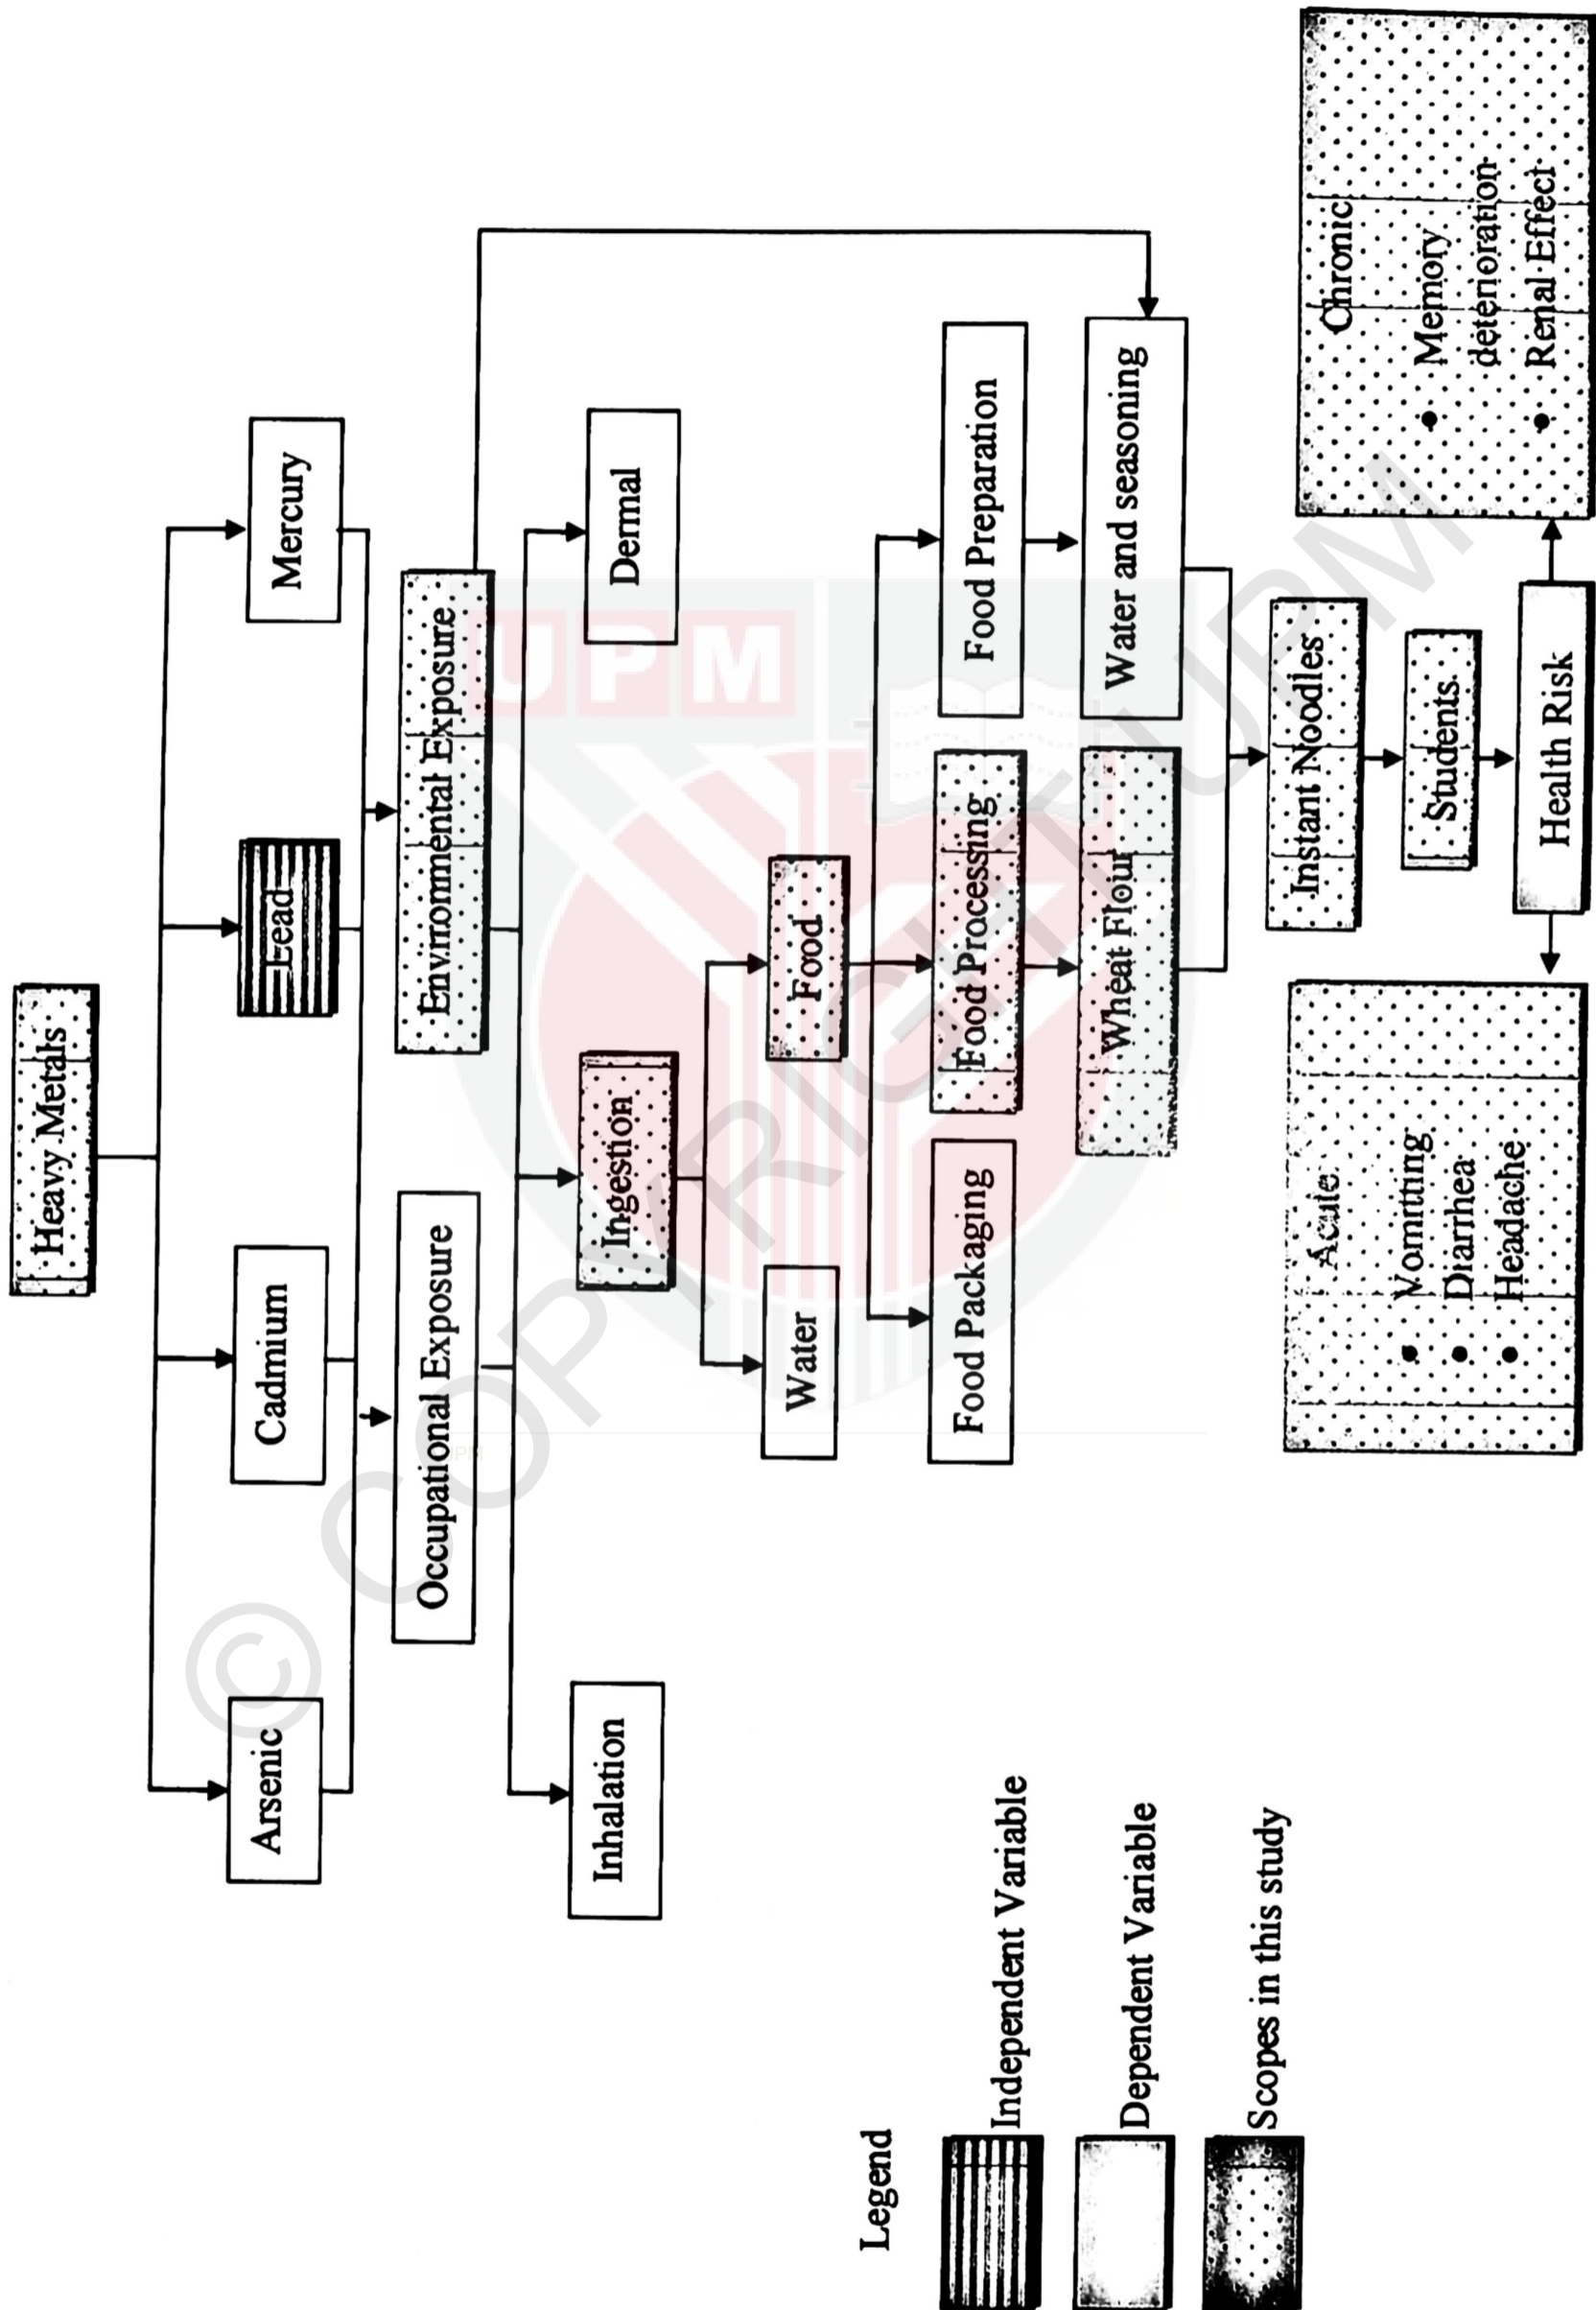 Heavy Metals
Arsenic
Cadmium
Lead
Mercury
Occupational Exposure
Environmental Exposure
Inhalation
Ingestion
Dermal
Water
Food
Food Packaging
Food Processing
Food Preparation
Wheat Flour
Water and seasoning
Instant Noodles
Students
Health Risk
Acute
• Vomitting
• Diarrhea
• Headache
Chronic
• Memory
deterioration
• Renal Effect
Legend
Independent Variable
Dependent Variable
Scopes in this study
UPM
© COPYRIGHT UPM